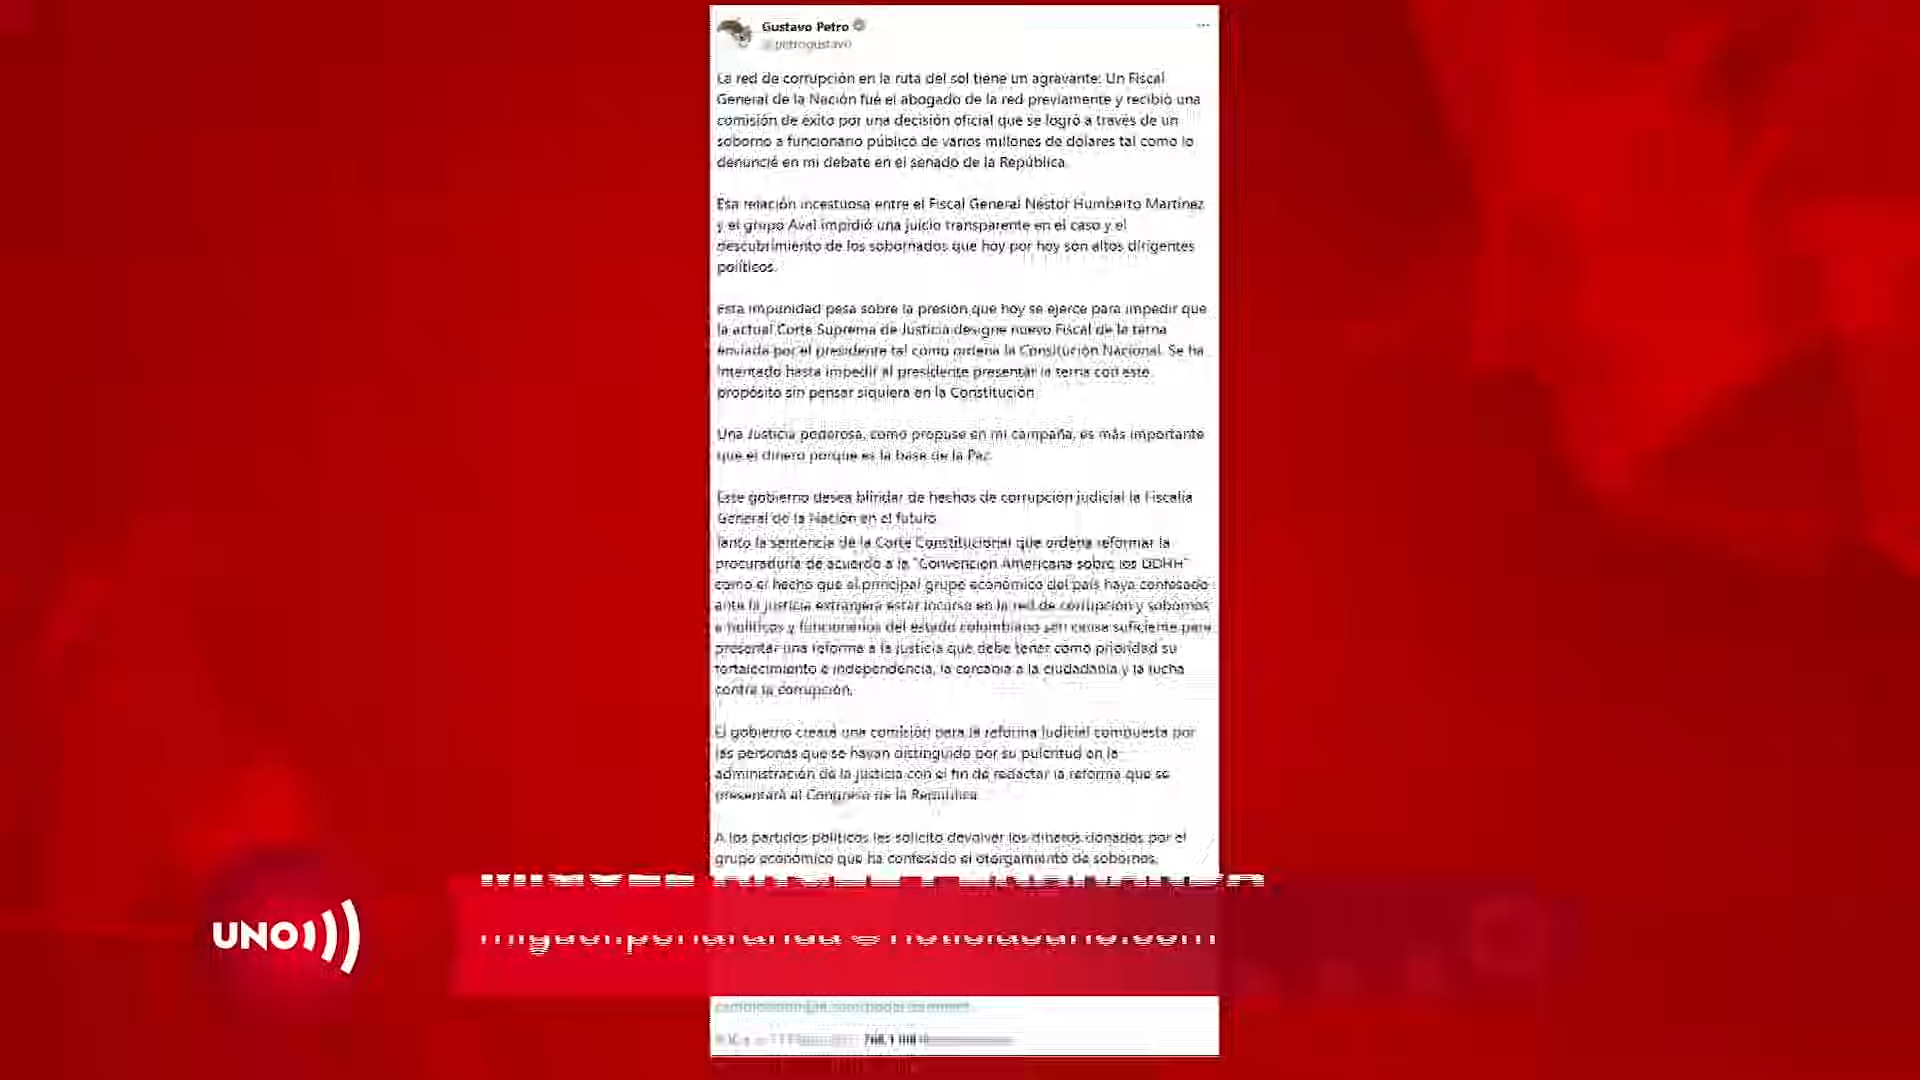 Gustavo Petro
petrogustavo
La red de corrupción en la ruta del sol tiene un agravante: Un Fiscal
General de la Nación fué el abogado de la red previamente y recibió una
comisión de éxito por una decisión oficial que se logró a través de un
soborno a funcionario público de varios millones de dólares tal como lo
denuncié en mi debate en el senado de la República.
Esa relación incestuosa entre el Fiscal General Néstor Humberto Martínez
y el grupo Aval impidió una juicio transparente en el caso y el
descubrimiento de los sobornados que hoy por hoy son altos dirigentes
políticos.
Esta impunidad pesa sobre la presión que hoy se ejerce para impedir que
la actual Corte Suprema de Justicia designe nuevo Fiscal de la terna
enviada por el presidente tal como ordena la Consitución Nacional. Se ha
intentado hasta impedir al presidente presentar la terna con este
propósito sin pensar siquiera en la Constitución
Una Justicia poderosa, como propuse en mi campaña, es más importante
que el dinero porque es la base de la Paz.
Este gobierno desea blindar de hechos de corrupción judicial la Fiscalía
General de la Nación en el futuro
Tanto la sentencia de la Corte Constitucional que ordena reformar la
procuraduría de acuerdo a la "Convención Americana sobre los DDHH"
como el hecho que el principal grupo económico del país haya confesado
ante la justicia extranjera estar incurso en la red de corrupción y sobornos
a políticos y funcionarios del estado colombiano son causa suficiente para
presentar una reforma a la justicia que debe tener como prioridad su
fortalecimiento e independencia, la cercanía a la ciudadanía y la lucha
contra la corrupción.
El gobierno creará una comisión para la reforma judicial compuesta por
las personas que se hayan distinguido por su pulcritud en la
administración de la justicia con el fin de redactar la reforma que se
presentará al Congreso de la República
A los partidos políticos les solicito devolver los dineros donados por el
grupo económico que ha confesado el otorgamiento de sobornos.
UNO